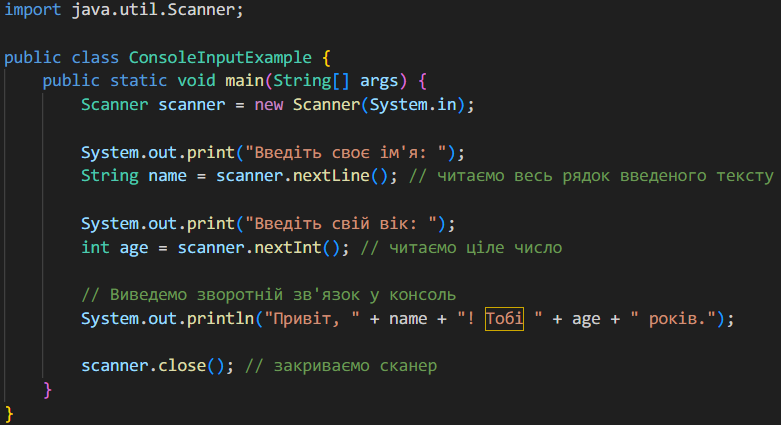 import java.util.Scanner;
public class ConsoleInputExample {
public static void main(String[] args) {
Scanner scanner = new Scanner(System.in);
System.out.print("Введіть своє ім'я: ");
String name = scanner.nextLine(); // читаємо весь рядок введеного тексту
System.out.print("Введіть свій вік: ");
int age = scanner.nextInt(); // читаємо ціле число
// Виведемо зворотній зв'язок у консоль
System.out.println("Привіт, " + name + "! Тобі " + age + " років.");
scanner.close(); // закриваємо сканер
}
}